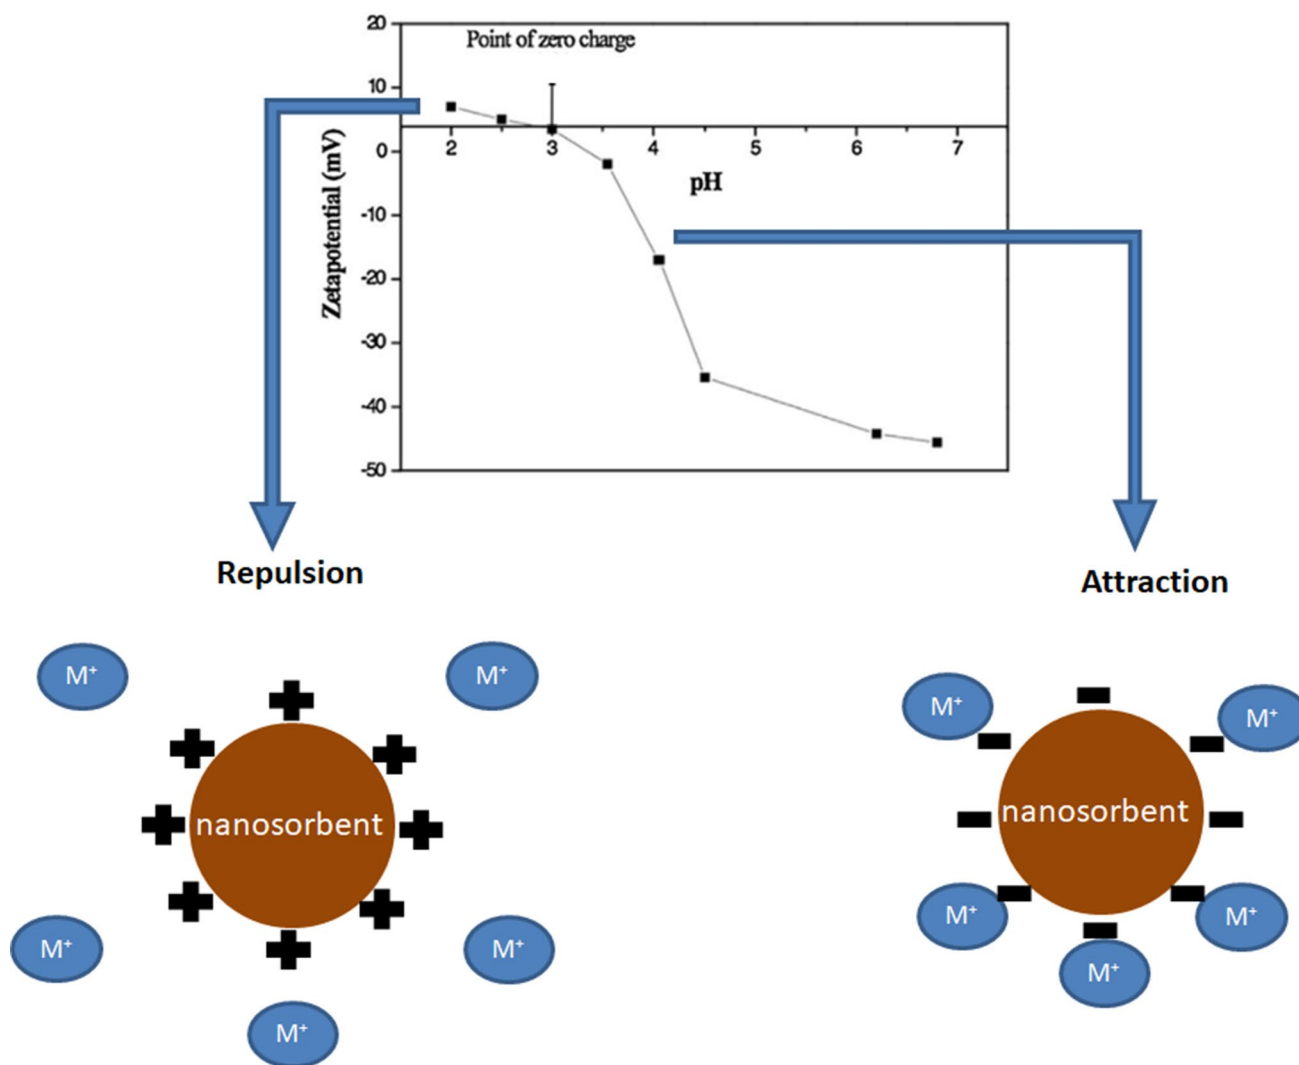 Point of zero charge
20
10
0
-10
-20
-30
-40
-50
Zetapotential (mV)
2 3 4 5 6 7
pH
Repulsion
Attraction
M⁺ M⁺
nanosorbent
M⁺ M⁺
M⁺
M⁺ M⁺
nanosorbent
M⁺ M⁺
M⁺